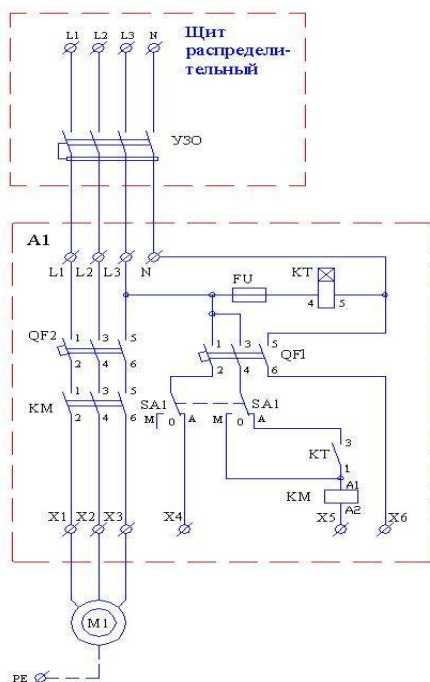 L1 L2 L3 N
Щит
распредели-
тельный
УЗО
A1
L1 L2 L3 N
FU KT
4 5
QF2 1 3 5
2 4 6
1 3 5 QF1
2 4 6
KM 1 3 5
2 4 6
SA1 SA1
M 0 A M 0 A
KT 3
1
KM A1
A2
X1 X2 X3 X4 X5 X6
M1
PE